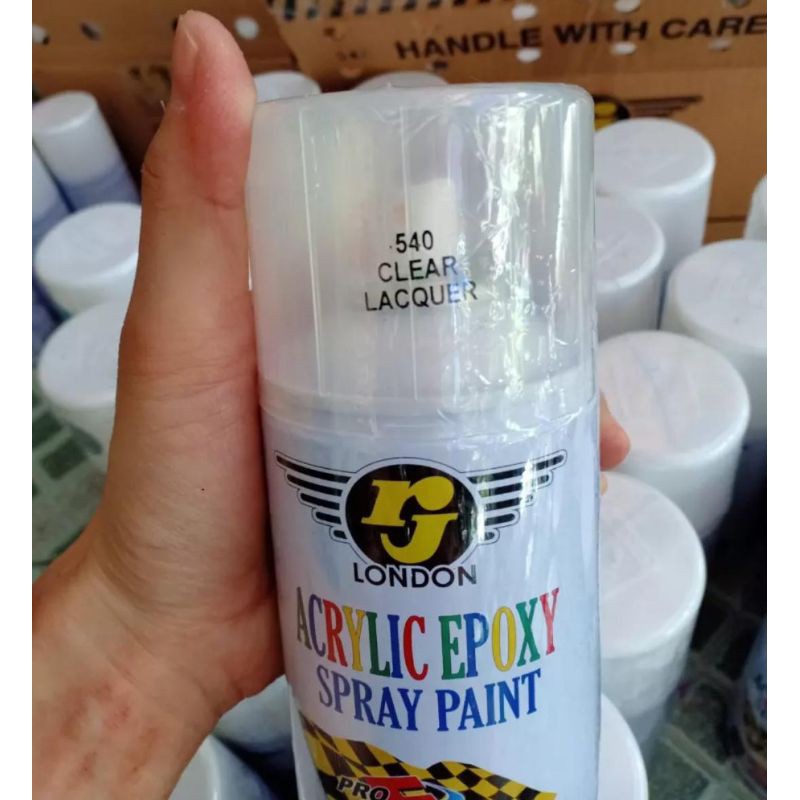 HANDLE WITH CARE
540
CLEAR
LACQUER
rj
LONDON
ACRYLIC EPOXY
SPRAY PAINT
PRO